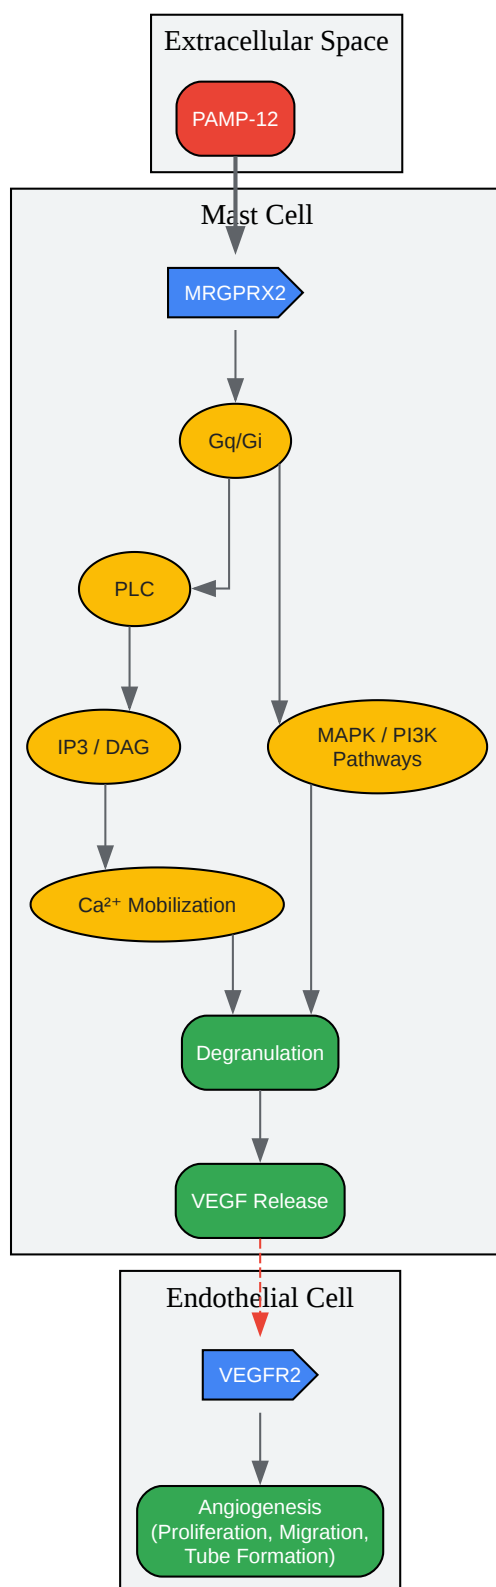 Extracellular Space
PAMP-12
Mast Cell
MRGPRX2
Gq/Gi
PLC
IP3 / DAG
MAPK / PI3K
Pathways
Ca²⁺ Mobilization
Degranulation
VEGF Release
Endothelial Cell
VEGFR2
Angiogenesis
(Proliferation, Migration,
Tube Formation)